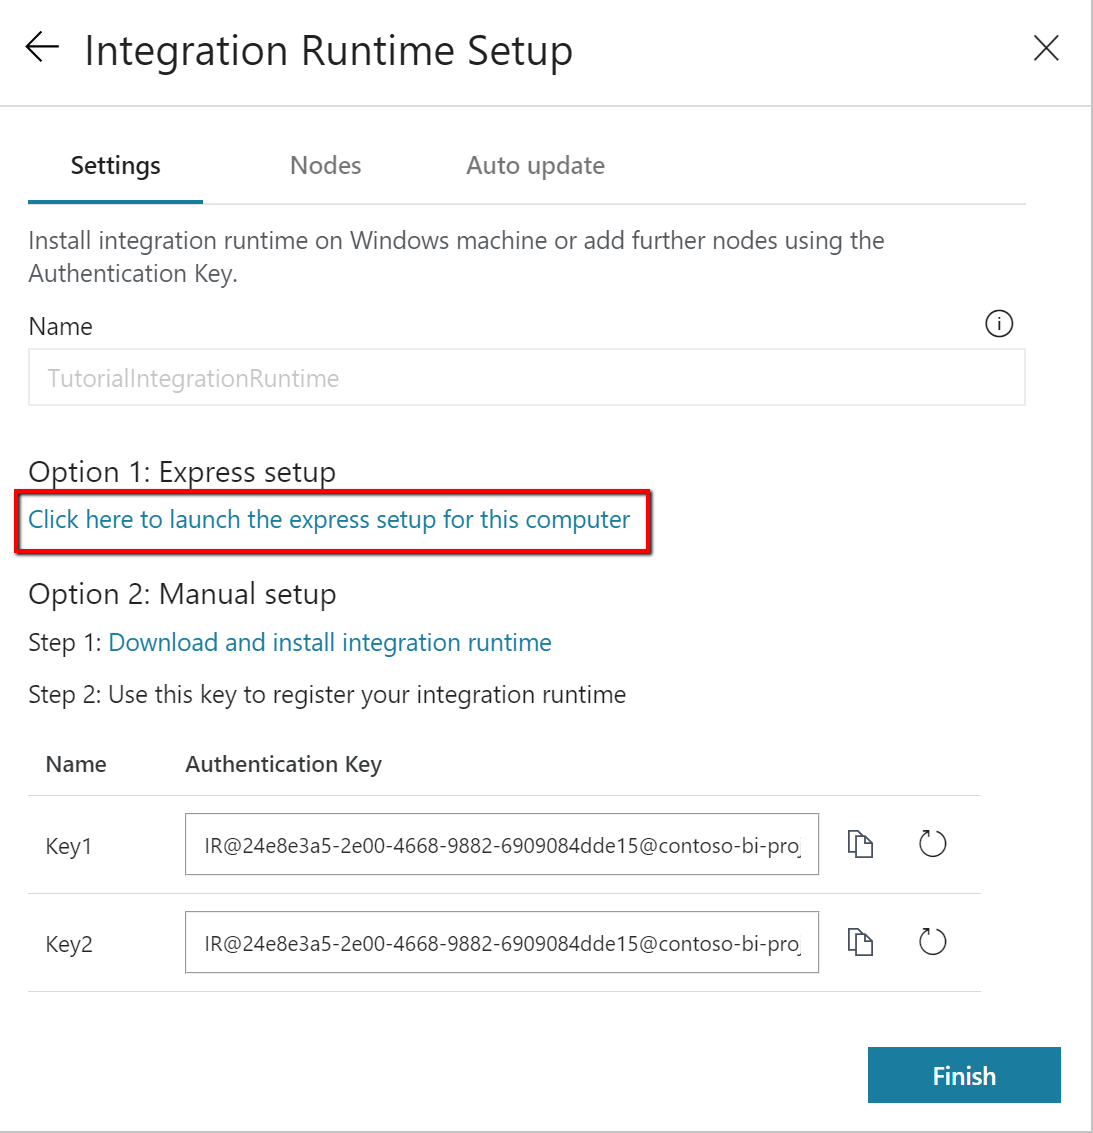 Integration Runtime Setup
Settings
Nodes
Auto update
Install integration runtime on Windows machine or add further nodes using the
Authentication Key.
Name
TutorialIntegrationRuntime
Option 1: Express setup
Click here to launch the express setup for this computer
Option 2: Manual setup
Step 1: Download and install integration runtime
Step 2: Use this key to register your integration runtime
Name Authentication Key
Key1 IR@24e8e3a5-2e00-4668-9882-6909084dde15@contoso-bi-proj
Key2 IR@24e8e3a5-2e00-4668-9882-6909084dde15@contoso-bi-proj
Finish